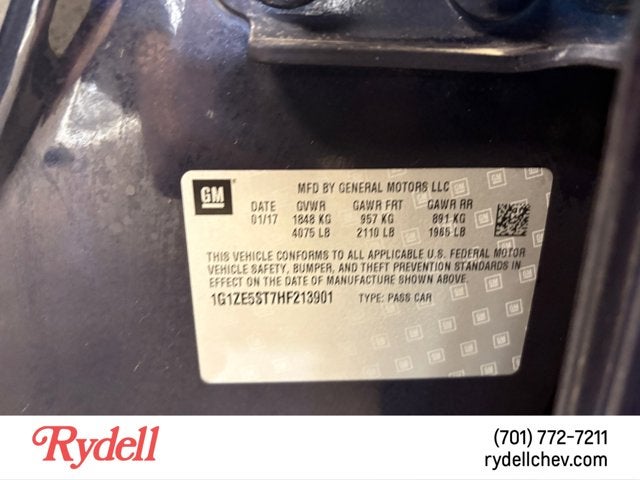 GM
MFD BY GENERAL MOTORS LLC
DATE GVWR GAWR FRT GAWR RR
01/17 1848 KG 957 KG 891 KG
4075 LB 2110 LB 1965 LB
THIS VEHICLE CONFORMS TO ALL APPLICABLE U.S. FEDERAL MOTOR
VEHICLE SAFETY, BUMPER, AND THEFT PREVENTION STANDARDS IN
EFFECT ON THE DATE OF MANUFACTURE SHOWN ABOVE.
1G1ZE5ST7HF213901 TYPE: PASS CAR
Rydell
(701) 772-7211
rydellchev.com